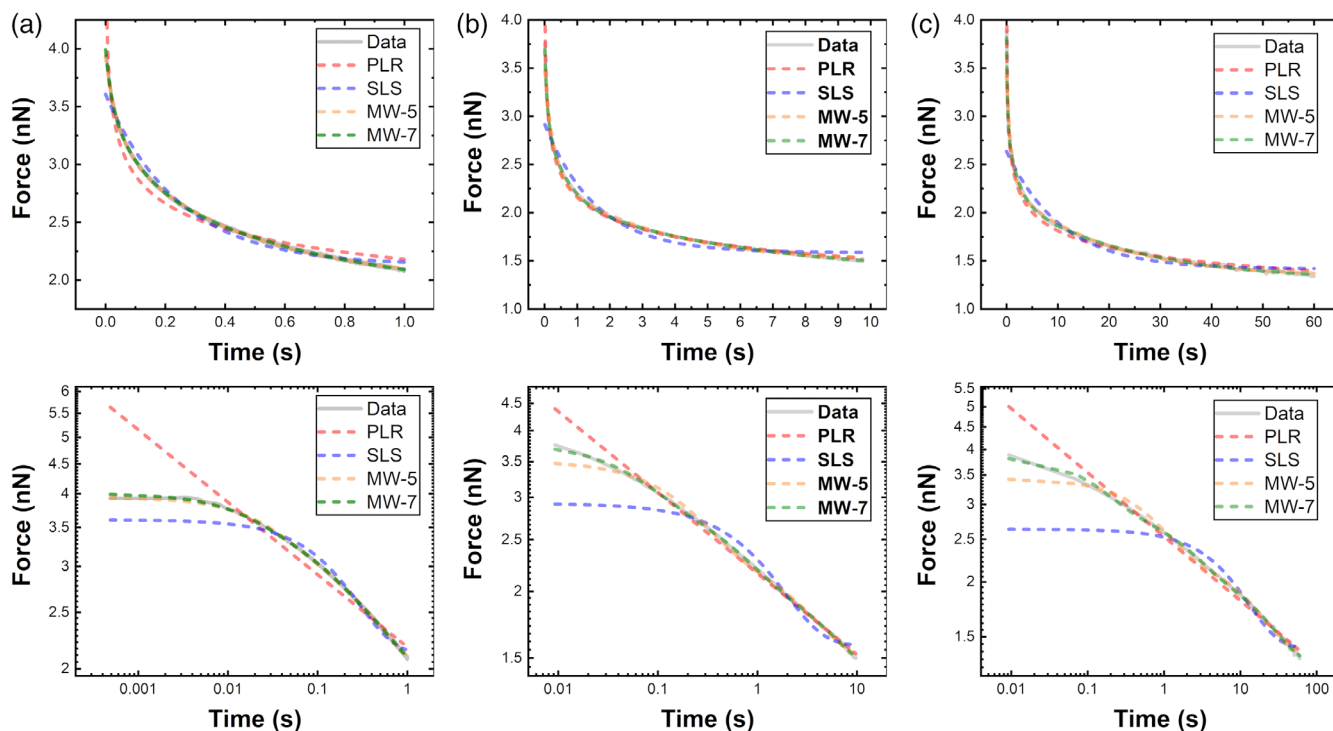 (a)
Force (nN)
4.0
3.5
3.0
2.5
2.0
Data
PLR
SLS
MW-5
MW-7
0.0 0.2 0.4 0.6 0.8 1.0
Time (s)
(b)
Force (nN)
4.0
3.5
3.0
2.5
2.0
1.5
1.0
Data
PLR
SLS
MW-5
MW-7
0 1 2 3 4 5 6 7 8 9 10
Time (s)
(c)
Force (nN)
4.0
3.5
3.0
2.5
2.0
1.5
1.0
Data
PLR
SLS
MW-5
MW-7
0 10 20 30 40 50 60
Time (s)
Force (nN)
6
5.5
5
4.5
4
3.5
3
2.5
2
Data
PLR
SLS
MW-5
MW-7
0.001 0.01 0.1 1
Time (s)
Force (nN)
4.5
4
3.5
3
2.5
2
1.5
Data
PLR
SLS
MW-5
MW-7
0.01 0.1 1 10
Time (s)
Force (nN)
5.5
5
4.5
4
3.5
3
2.5
2
1.5
Data
PLR
SLS
MW-5
MW-7
0.01 0.1 1 10 100
Time (s)